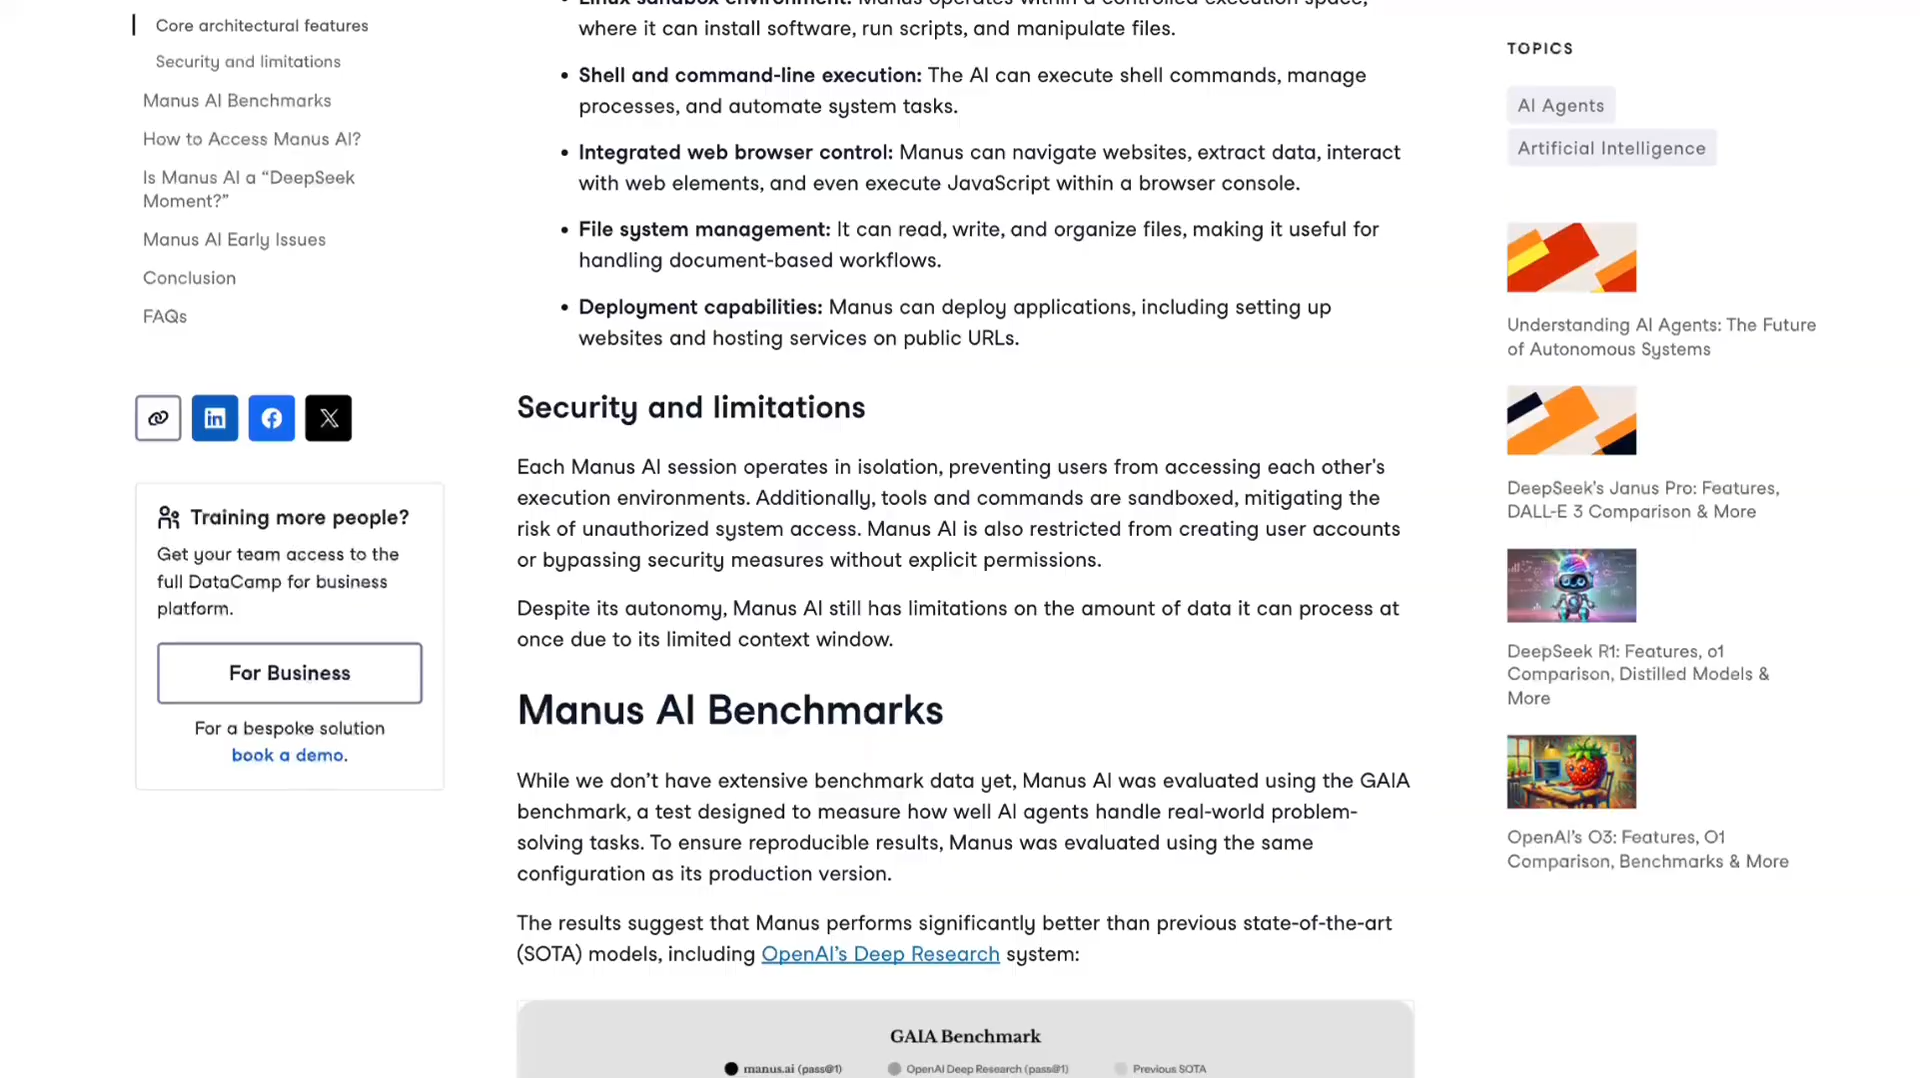 Core architectural features
Security and limitations
Manus AI Benchmarks
How to Access Manus AI?
Is Manus AI a “DeepSeek
Moment?”
Manus AI Early Issues
Conclusion
FAQs
Training more people?
Get your team access to the
full DataCamp for business
platform.
For Business
For a bespoke solution
book a demo.
Linux sandbox environment: Manus operates within a controlled execution space,
where it can install software, run scripts, and manipulate files.
• Shell and command-line execution: The AI can execute shell commands, manage
processes, and automate system tasks.
• Integrated web browser control: Manus can navigate websites, extract data, interact
with web elements, and even execute JavaScript within a browser console.
• File system management: It can read, write, and organize files, making it useful for
handling document-based workflows.
• Deployment capabilities: Manus can deploy applications, including setting up
websites and hosting services on public URLs.
Security and limitations
Each Manus AI session operates in isolation, preventing users from accessing each other's
execution environments. Additionally, tools and commands are sandboxed, mitigating the
risk of unauthorized system access. Manus AI is also restricted from creating user accounts
or bypassing security measures without explicit permissions.
Despite its autonomy, Manus AI still has limitations on the amount of data it can process at
once due to its limited context window.
Manus AI Benchmarks
While we don’t have extensive benchmark data yet, Manus AI was evaluated using the GAIA
benchmark, a test designed to measure how well AI agents handle real-world problem-
solving tasks. To ensure reproducible results, Manus was evaluated using the same
configuration as its production version.
The results suggest that Manus performs significantly better than previous state-of-the-art
(SOTA) models, including OpenAI’s Deep Research system:
GAIA Benchmark
manus.ai (pass@1) OpenAI Deep Research (pass@1) Previous SOTA
TOPICS
AI Agents
Artificial Intelligence
Understanding AI Agents: The Future
of Autonomous Systems
DeepSeek’s Janus Pro: Features,
DALL-E 3 Comparison & More
DeepSeek R1: Features, o1
Comparison, Distilled Models &
More
OpenAI’s O3: Features, O1
Comparison, Benchmarks & More